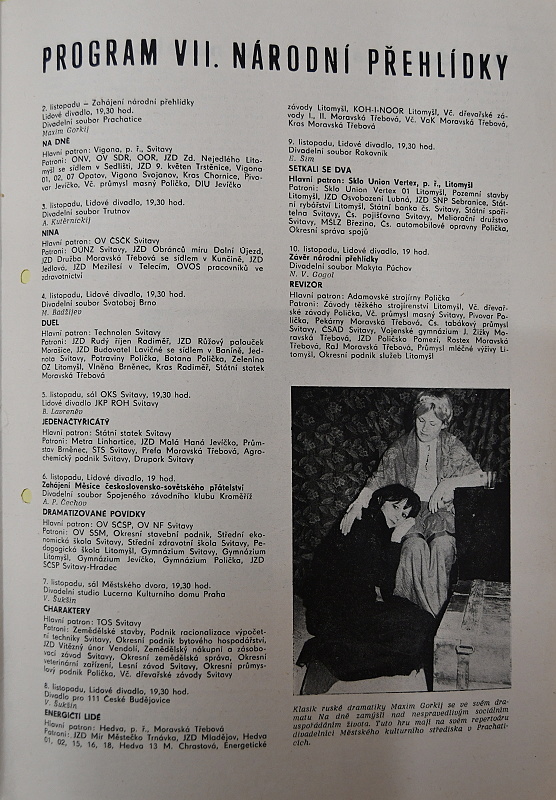 PROGRAM VII. NÁRODNÍ PŘEHLÍDKY
2. listopadu – Zahájení národní přehlídky
Lidové divadlo, 19,30 hod.
Divadelní soubor Prachatice
Maxim Gorkij
NA DNĚ
Hlavní patron: Vigona, p. ř., Svitavy
Patroni: ONV, OV SDR, OOR, JZD Zd. Nejedlého Lito-
myšl se sídlem v Sedlišti, JZD 9. květen Trstěnice, Vigona
01, 02, 07 Opatov, Vigona Svojanov, Kras Chornice, Pivo-
var Jevíčko, Vč. průmysl masný Polička, DIU Jevíčko
3. listopadu, Lidové divadlo, 19,30 hod.
Divadelní soubor Trutnov
A. Kutěrnickij
NINA
Hlavní patron: OV ČSČK Svitavy
Patroni: OÚNZ Svitavy, JZD Obránců míru Dolní Újezd,
JZD Družba Moravská Třebová se sídlem v Kunčině, JZD
Jedlová, JZD Mezilesí v Telecím, OVOS pracovníků ve
zdravotnictví
4. listopadu, Lidové divadlo, 19,30 hod.
Divadelní soubor Svatoboj Brno
M. Badžijev
DUEL
Hlavní patron: Technolen Svitavy
Patroni: JZD Rudý říjen Radiměř, JZD Růžový palouček
Morašice, JZD Budovatel Lavičné se sídlem v Baníně, Jed-
nota Svitavy, Potraviny Polička, Botana Polička, Zelenina
OZ Litomyšl, Vlněna Brněnec, Kras Radiměř, Státní statek
Moravská Třebová
5. listopadu, sál OKS Svitavy, 19,30 hod.
Lidové divadlo JKP ROH Svitavy
B. Lavreněv
JEDENAČTYŘICÁTÝ
Hlavní patron: Státní statek Svitavy
Patroni: Metra Linhartice, JZD Malá Haná Jevíčko, Prům-
stav Brněnec, STS Svitavy, Prefa Moravská Třebová, Agro-
chemický podnik Svitavy, Drupork Svitavy
6. listopadu, Lidové divadlo, 19 hod.
Zahájení Měsíce československo-sovětského přátelství
Divadelní soubor Spojeného závodního klubu Kroměříž
A. P. Čechov
DRAMATIZOVANÉ POVÍDKY
Hlavní patron: OV SČSP, OV NF Svitavy
Patroni: OV SSM, Okresní stavební podnik, Střední eko-
nomická škola Svitavy, Střední zdravotní škola Svitavy, Pe-
dagogická škola Litomyšl, Gymnázium Svitavy, Gymnázium
Litomyšl, Gymnázium Jevíčko, Gymnázium Polička, JZD
SČSP Svitavy-Hradec
7. listopadu, sál Městského dvora, 19,30 hod.
Divadelní studio Lucerna Kulturního domu Praha
V. Šukšin
CHARAKTERY
Hlavní patron: TOS Svitavy
Patroni: Zemědělské stavby, Podnik racionalizace výpočet-
ní techniky Svitavy, Okresní podnik bytového hospodářství,
JZD Vítězný únor Vendolí, Zemědělský nákupní a zásobo-
vací závod Svitavy, Okresní zemědělská správa, Okresní
veterinární zařízení, Lesní závod Svitavy, Okresní průmys-
lový podnik Polička, Vč. dřevařské závody Svitavy
8. listopadu, Lidové divadlo, 19,30 hod.
Divadlo pro 111 České Budějovice
V. Šukšin
ENERGIČTÍ LIDÉ
Hlavní patron: Hedva, p. ř., Moravská Třebová
Patroni: JZD Mír Městečko Trnávka, JZD Mladějov, Hedva
01, 02, 15, 16, 18, Hedva 13 M. Chrastová, Energetické
závody Litomyšl, KOH-I-NOOR Litomyšl, Vč. dřevařské zá-
vody I., II. Moravská Třebová, Vč. VaK Moravská Třebová,
Kras Moravská Třebová
9. listopadu, Lidové divadlo, 19,30 hod.
Divadelní soubor Rakovník
E. Šim
SETKALI SE DVA
Hlavní patron: Sklo Union Vertex, p. ř., Litomyšl
Patroni: Sklo Union Vertex 01 Litomyšl, Pozemní stavby
Litomyšl, JZD Osvobození Lubná, JZD SNP Sebranice, Stát-
ní rybářství Litomyšl, Státní banka čs. Svitavy, Státní spoři-
telna Svitavy, Čs. pojišťovna Svitavy, Meliorační družstvo
Svitavy, MŠLZ Březina, Čs. automobilové opravny Polička,
Okresní správa spojů
10. listopadu, Lidové divadlo, 19 hod.
Závěr národní přehlídky
Divadelní soubor Makyta Púchov
N. V. Gogol
REVIZOR
Hlavní patron: Adamovské strojírny Polička
Patroni: Závody těžkého strojírenství Litomyšl, Vč. dřevař-
ské závody Polička, Vč. průmysl masný Svitavy, Pivovar Po-
lička, Pekárny Moravská Třebová, Čs. tabákový průmysl
Svitavy, ČSAD Svitavy, Vojenské gymnázium J. Žižky Mo-
ravská Třebová, JZD Poličsko Pomezí, Rostex Moravská
Třebová, RaJ Moravská Třebová, Průmysl mléčné výživy Li-
tomyšl, Okresní podnik služeb Litomyšl
Klasik ruské dramatiky Maxim Gorkij se ve svém dra-
matu Na dně zamýšlí nad nespravedlivým sociálním
uspořádáním života. Tuto hru mají na svém repertoáru
divadelníci Městského kulturního střediska v Prachati-
cích.